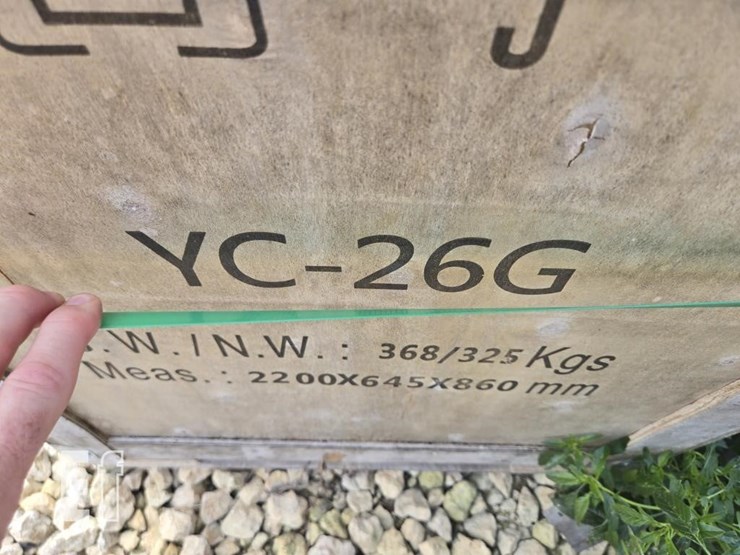 J
YC-26G
.W. / N.W. : 368/325 Kgs
Meas. : 2200X645X860 mm